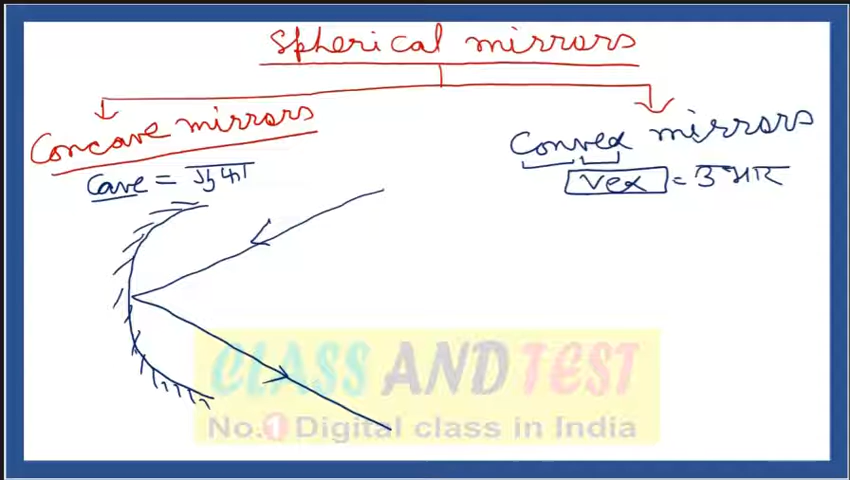 Spherical mirrors
Concave mirrors
Convex mirrors
Cave = गुफा
Vex = उभार
CLASS AND TEST
No.1 Digital class in India